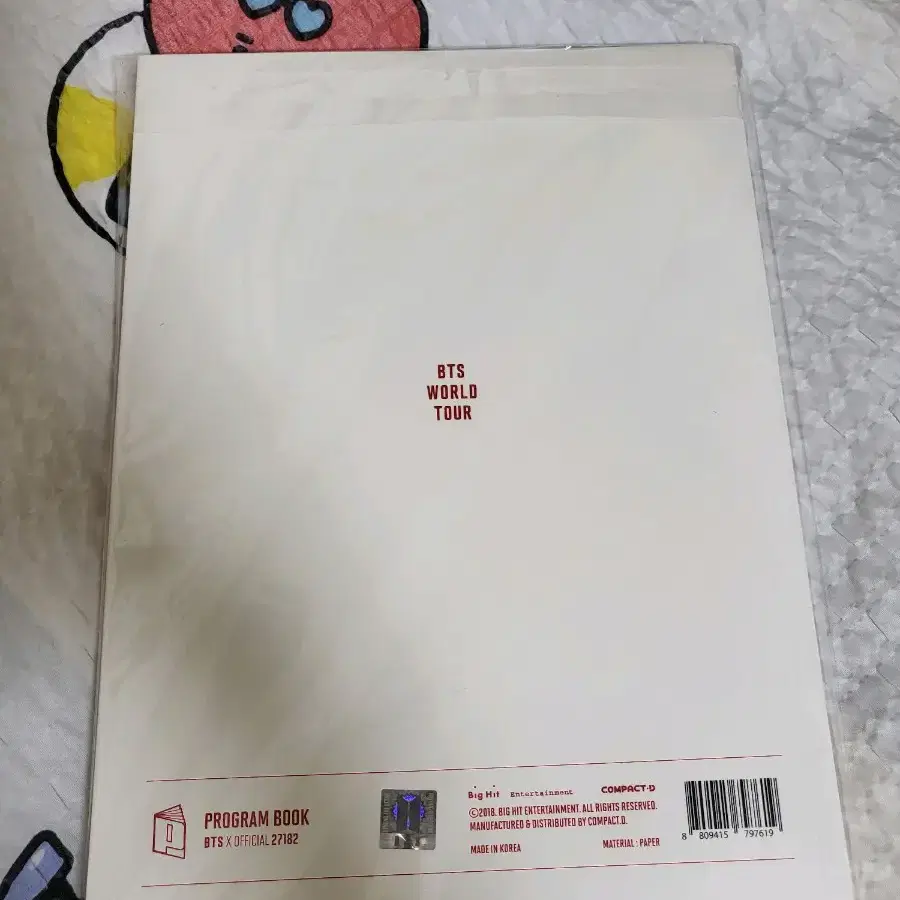 BTS
WORLD
TOUR
PROGRAM BOOK
BTS X OFFICIAL 27182
Big Hit Entertainment COMPACT·D
©2018. BIG HIT ENTERTAINMENT. ALL RIGHTS RESERVED.
MANUFACTURED & DISTRIBUTED BY COMPACT.D.
MADE IN KOREA MATERIAL : PAPER
8 809415 797619